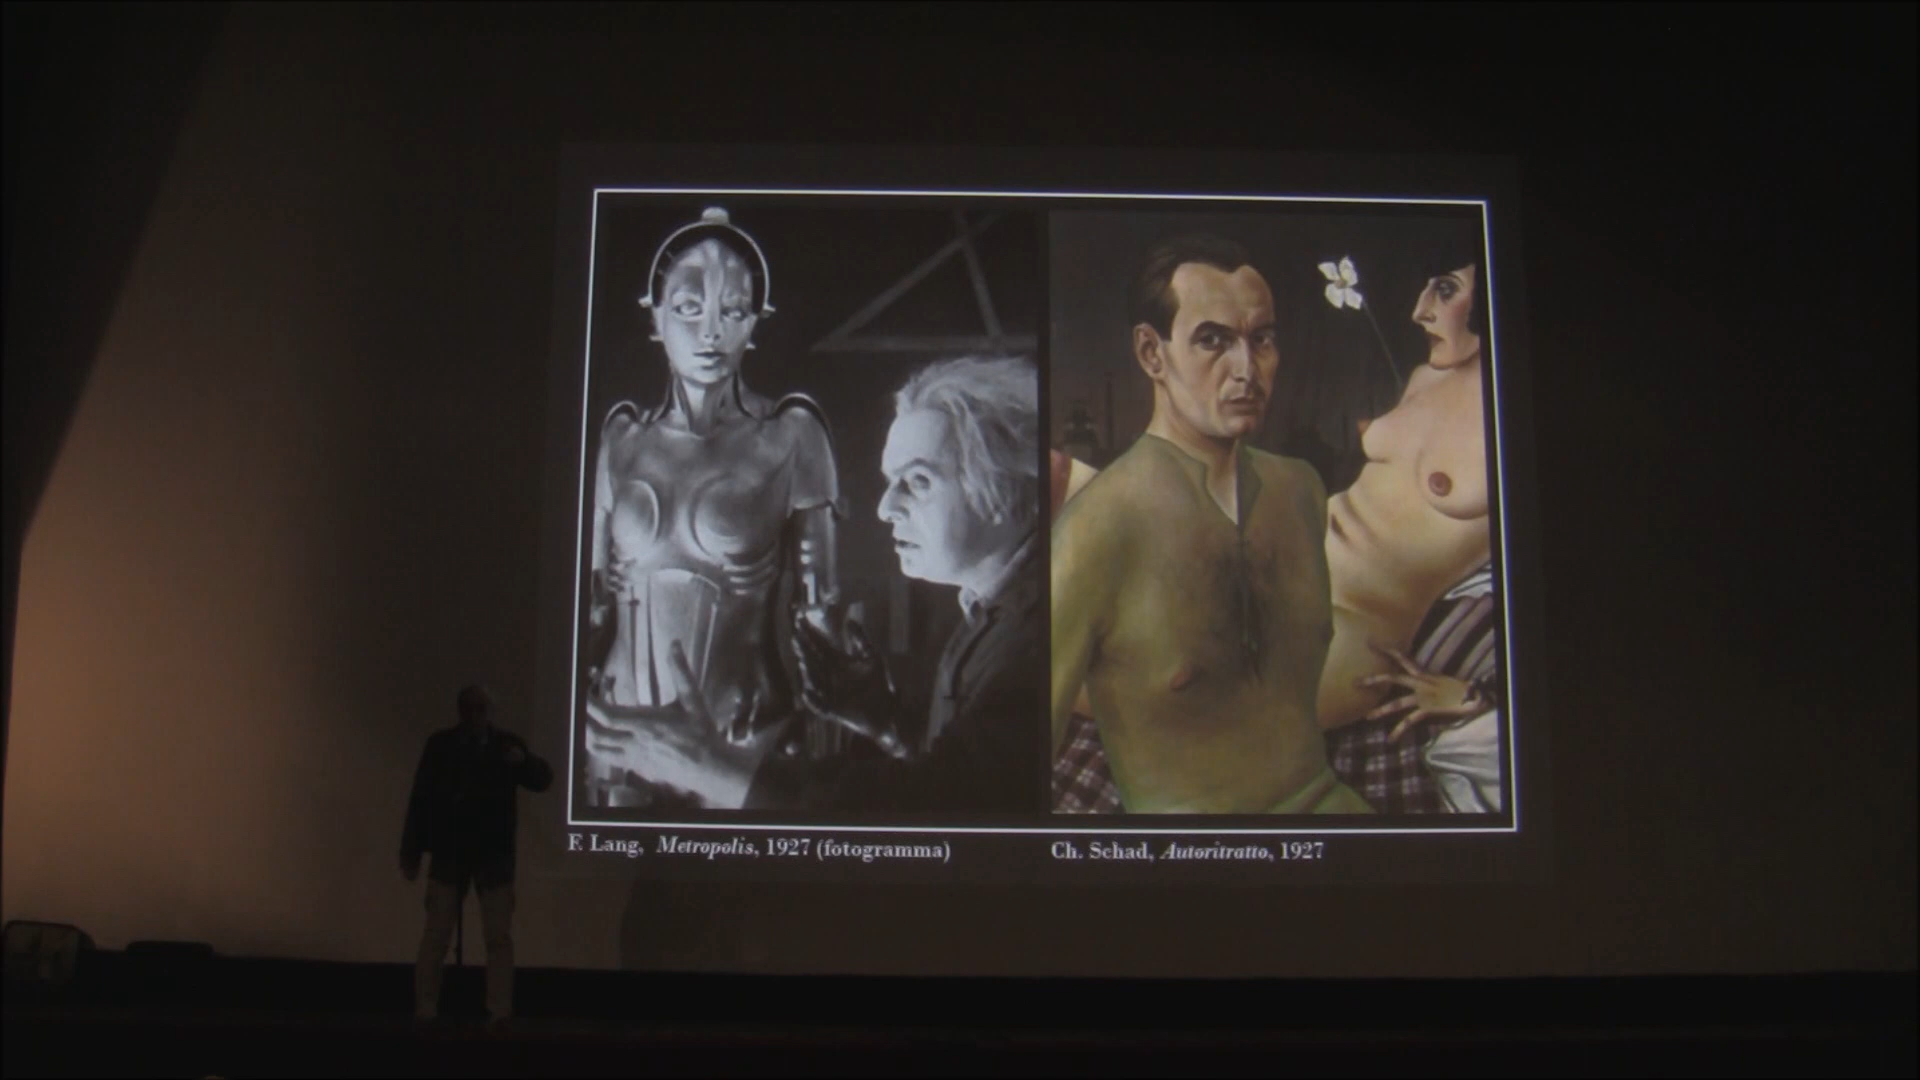 F. Lang, Metropolis, 1927 (fotogramma)
Ch. Schad, Autoritratto, 1927